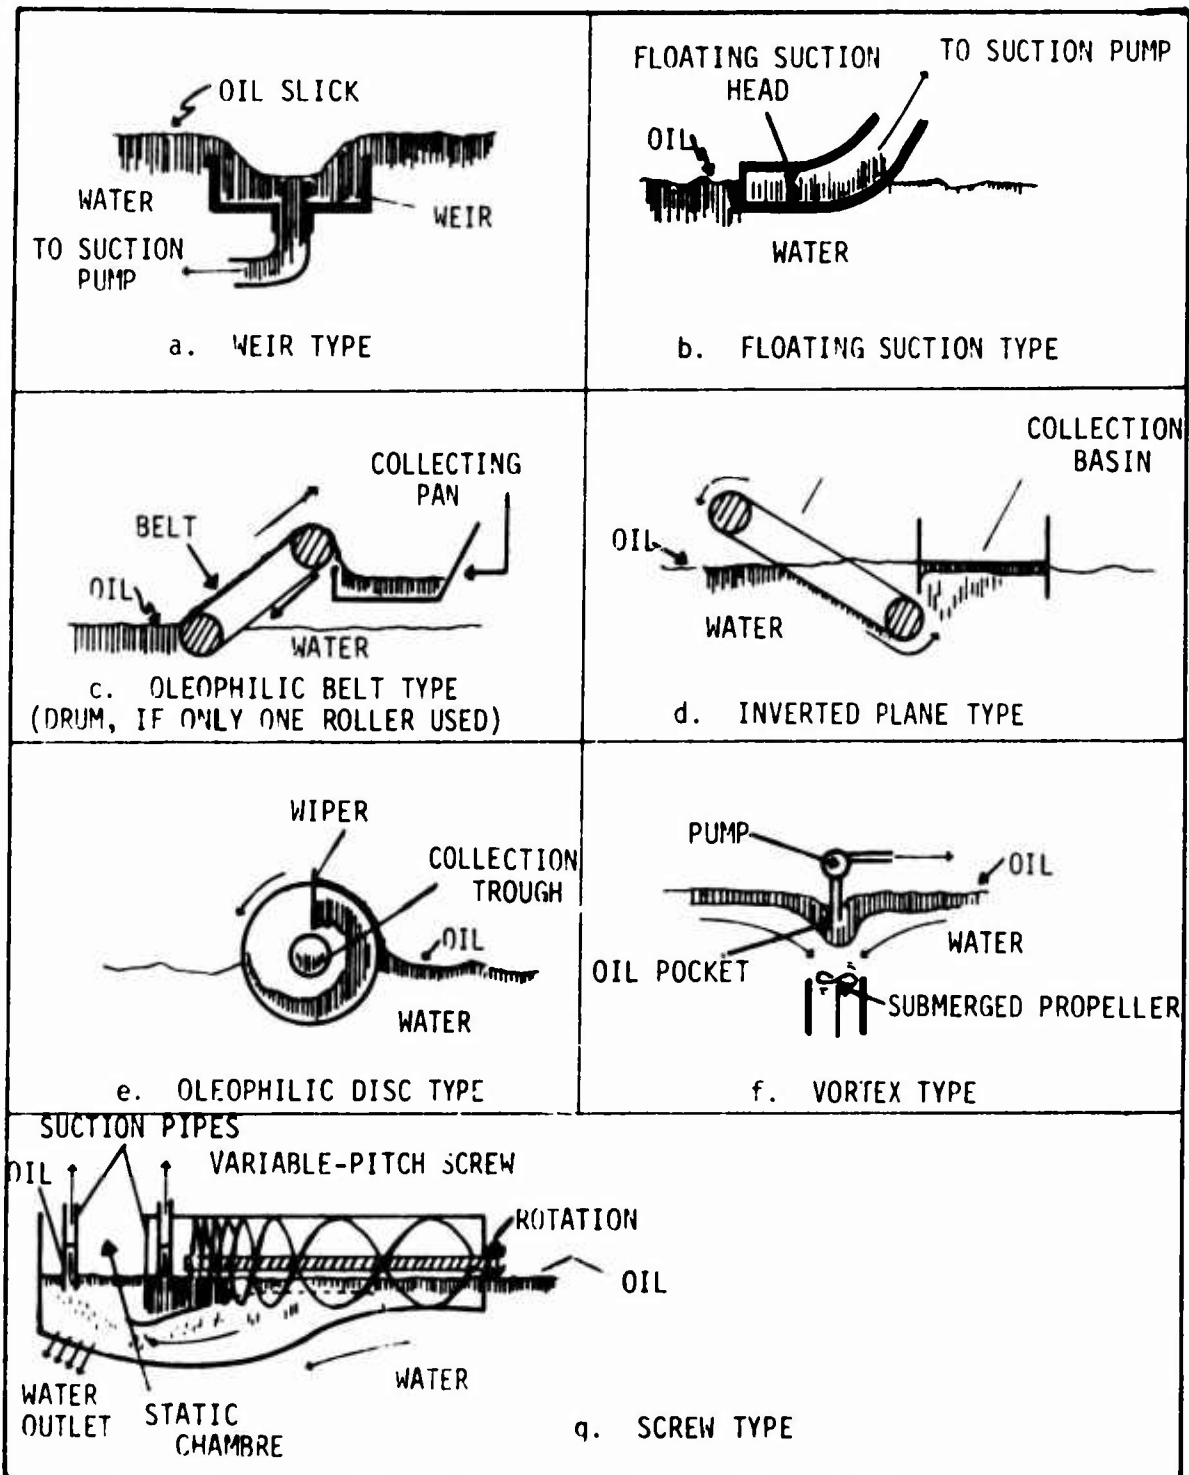 OIL SLICK
WATER
WEIR
TO SUCTION
PUMP
a. WEIR TYPE
FLOATING SUCTION
HEAD
TO SUCTION PUMP
OIL
WATER
b. FLOATING SUCTION TYPE
COLLECTING
PAN
BELT
OIL
WATER
c. OLEOPHILIC BELT TYPE
(DRUM, IF ONLY ONE ROLLER USED)
COLLECTION
BASIN
OIL
WATER
d. INVERTED PLANE TYPE
WIPER
COLLECTION
TROUGH
OIL
WATER
e. OLEOPHILIC DISC TYPE
PUMP
OIL
WATER
OIL POCKET
SUBMERGED PROPELLER
f. VORTEX TYPE
SUCTION PIPES
OIL
VARIABLE-PITCH SCREW
ROTATION
OIL
WATER
WATER
OUTLET
STATIC
CHAMBRE
g. SCREW TYPE